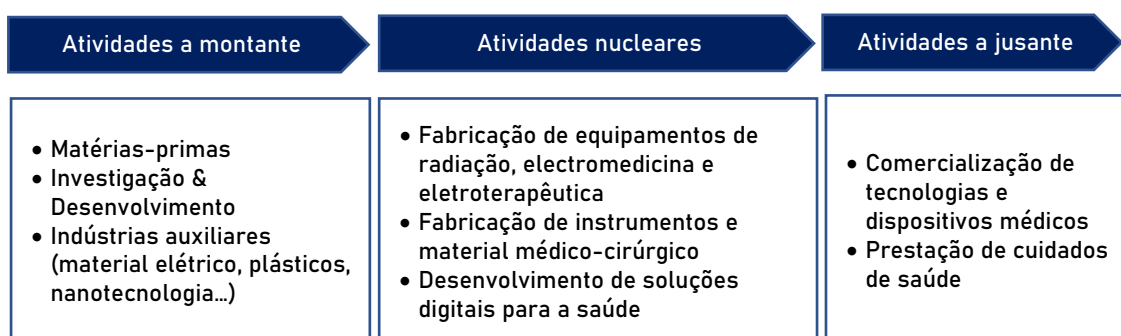 Atividades a montante
Atividades nucleares
Atividades a jusante
• Matérias-primas
• Investigação &
Desenvolvimento
• Indústrias auxiliares
(material elétrico, plásticos,
nanotecnologia…)
• Fabricação de equipamentos de
radiação, electromedicina e
eletroterapêutica
• Fabricação de instrumentos e
material médico-cirúrgico
• Desenvolvimento de soluções
digitais para a saúde
• Comercialização de
tecnologias e
dispositivos médicos
• Prestação de cuidados
de saúde